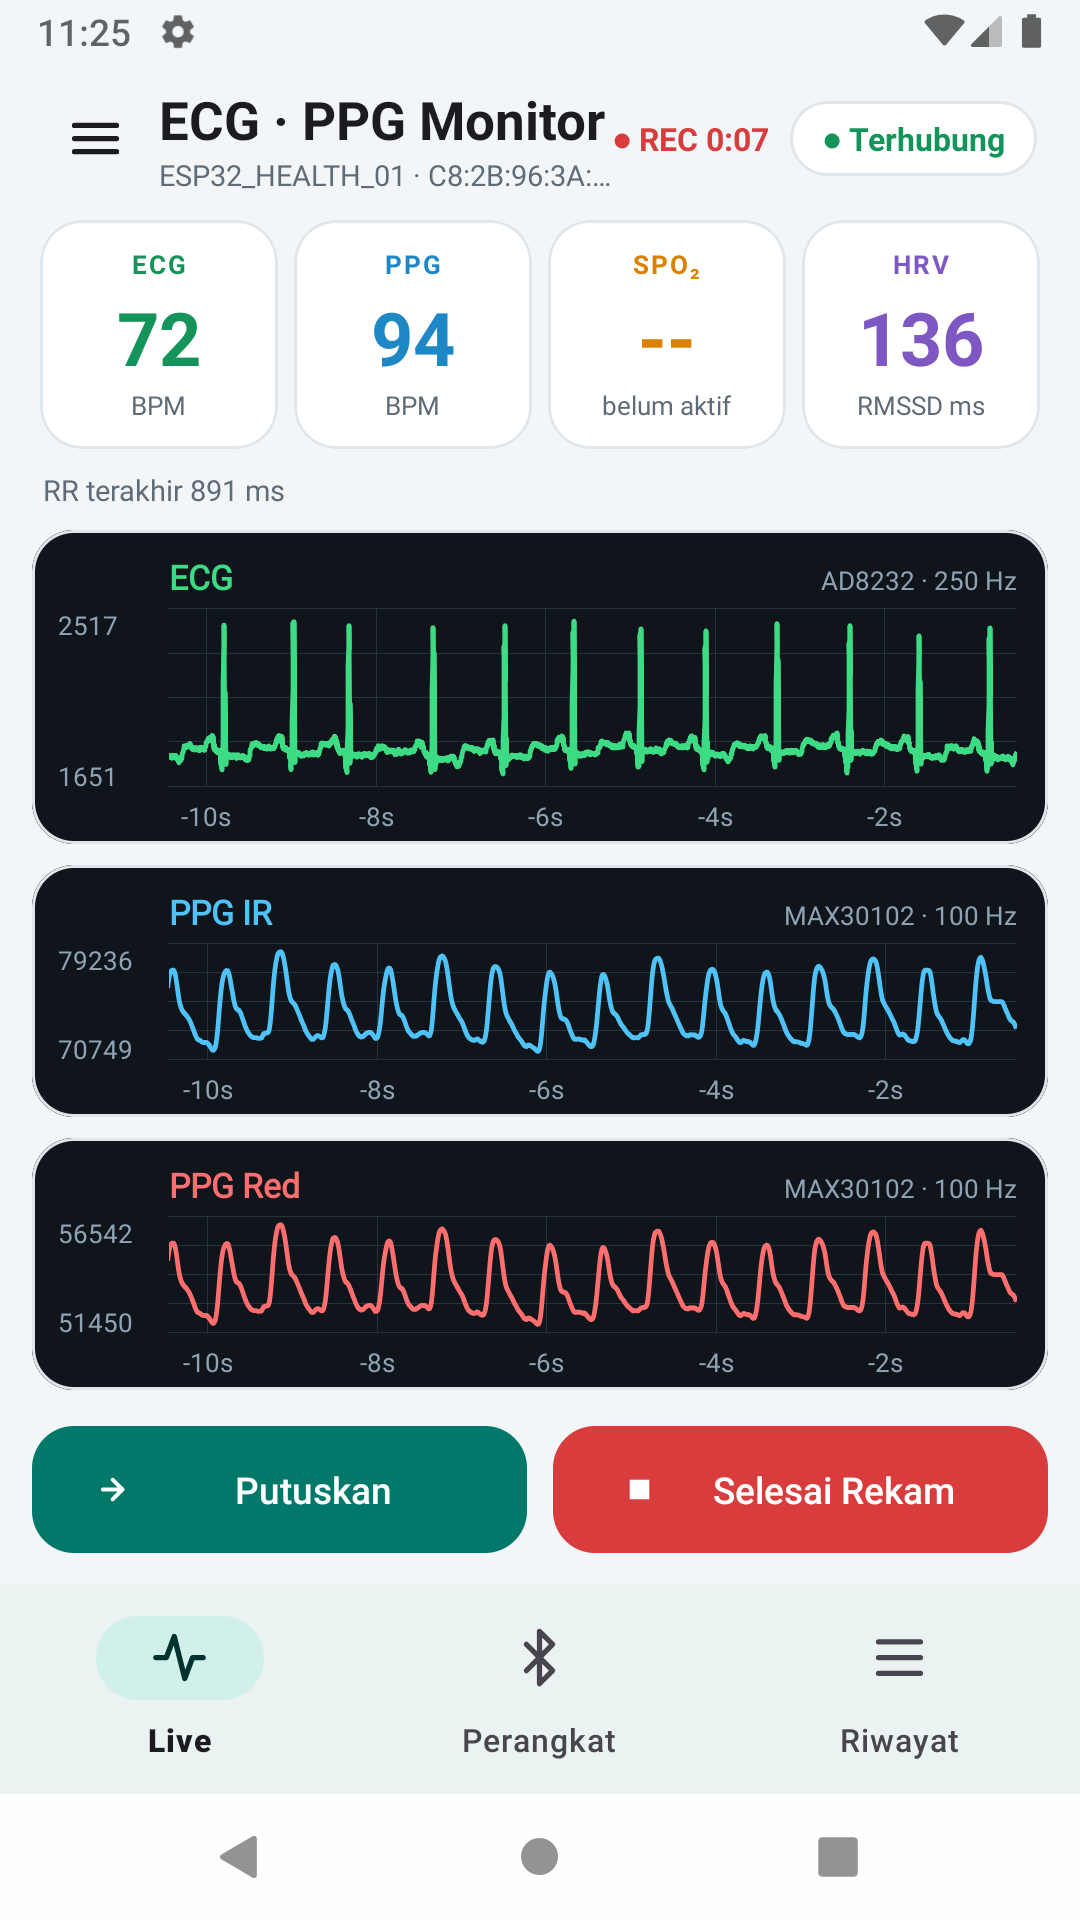 11:25
ECG · PPG Monitor
● REC 0:07
● Terhubung
ESP32_HEALTH_01 · C8:2B:96:3A:...
ECG
72
BPM
PPG
94
BPM
SPO₂
--
belum aktif
HRV
136
RMSSD ms
RR terakhir 891 ms
ECG
AD8232 · 250 Hz
2517
1651
-10s -8s -6s -4s -2s
PPG IR
MAX30102 · 100 Hz
79236
70749
-10s -8s -6s -4s -2s
PPG Red
MAX30102 · 100 Hz
56542
51450
-10s -8s -6s -4s -2s
Putuskan
Selesai Rekam
Live
Perangkat
Riwayat